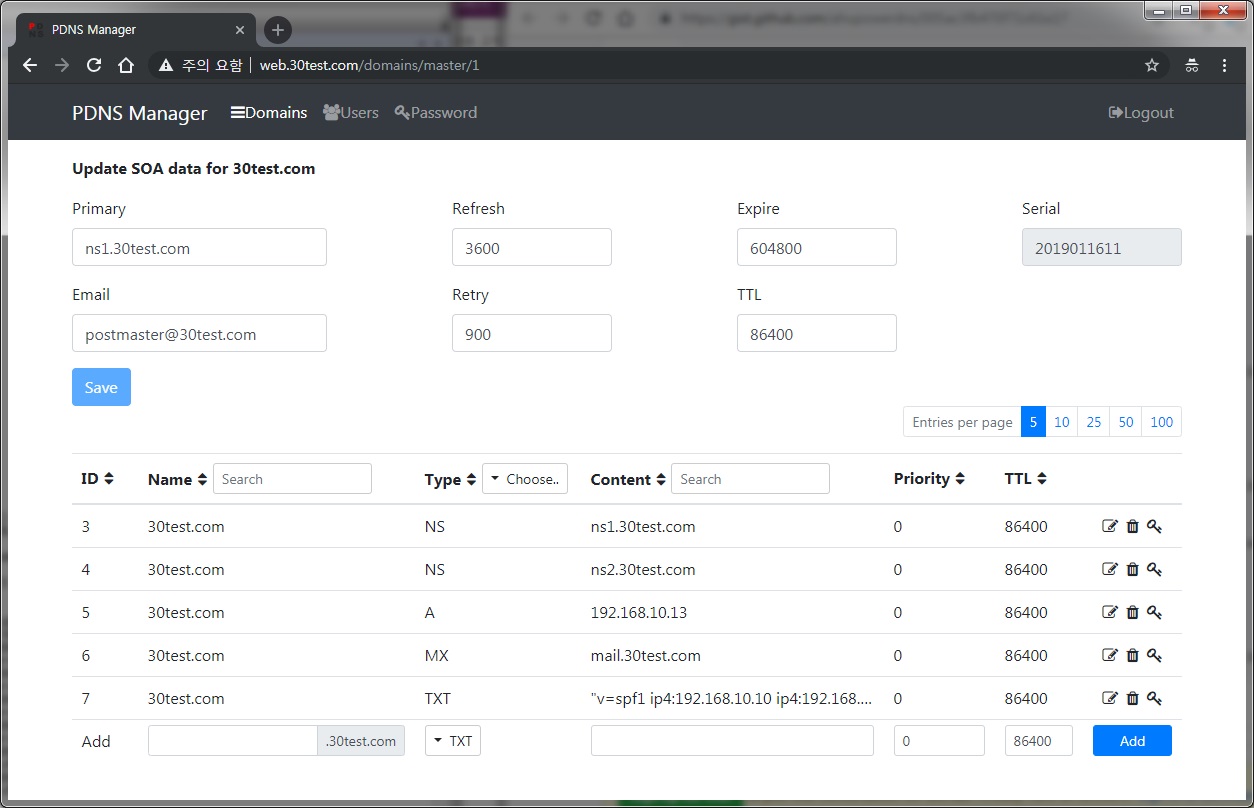 PDNS Manager
주의 요함 web.30test.com/domains/master/1
PDNS Manager Domains Users Password Logout
Update SOA data for 30test.com
Primary Refresh Expire Serial
ns1.30test.com 3600 604800 2019011611
Email Retry TTL
postmaster@30test.com 900 86400
Save
Entries per page 5 10 25 50 100
ID Name Search Type Choose.. Content Search Priority TTL
3 30test.com NS ns1.30test.com 0 86400
4 30test.com NS ns2.30test.com 0 86400
5 30test.com A 192.168.10.13 0 86400
6 30test.com MX mail.30test.com 0 86400
7 30test.com TXT "v=spf1 ip4:192.168.10.10 ip4:192.168.... 0 86400
Add .30test.com TXT 0 86400 Add